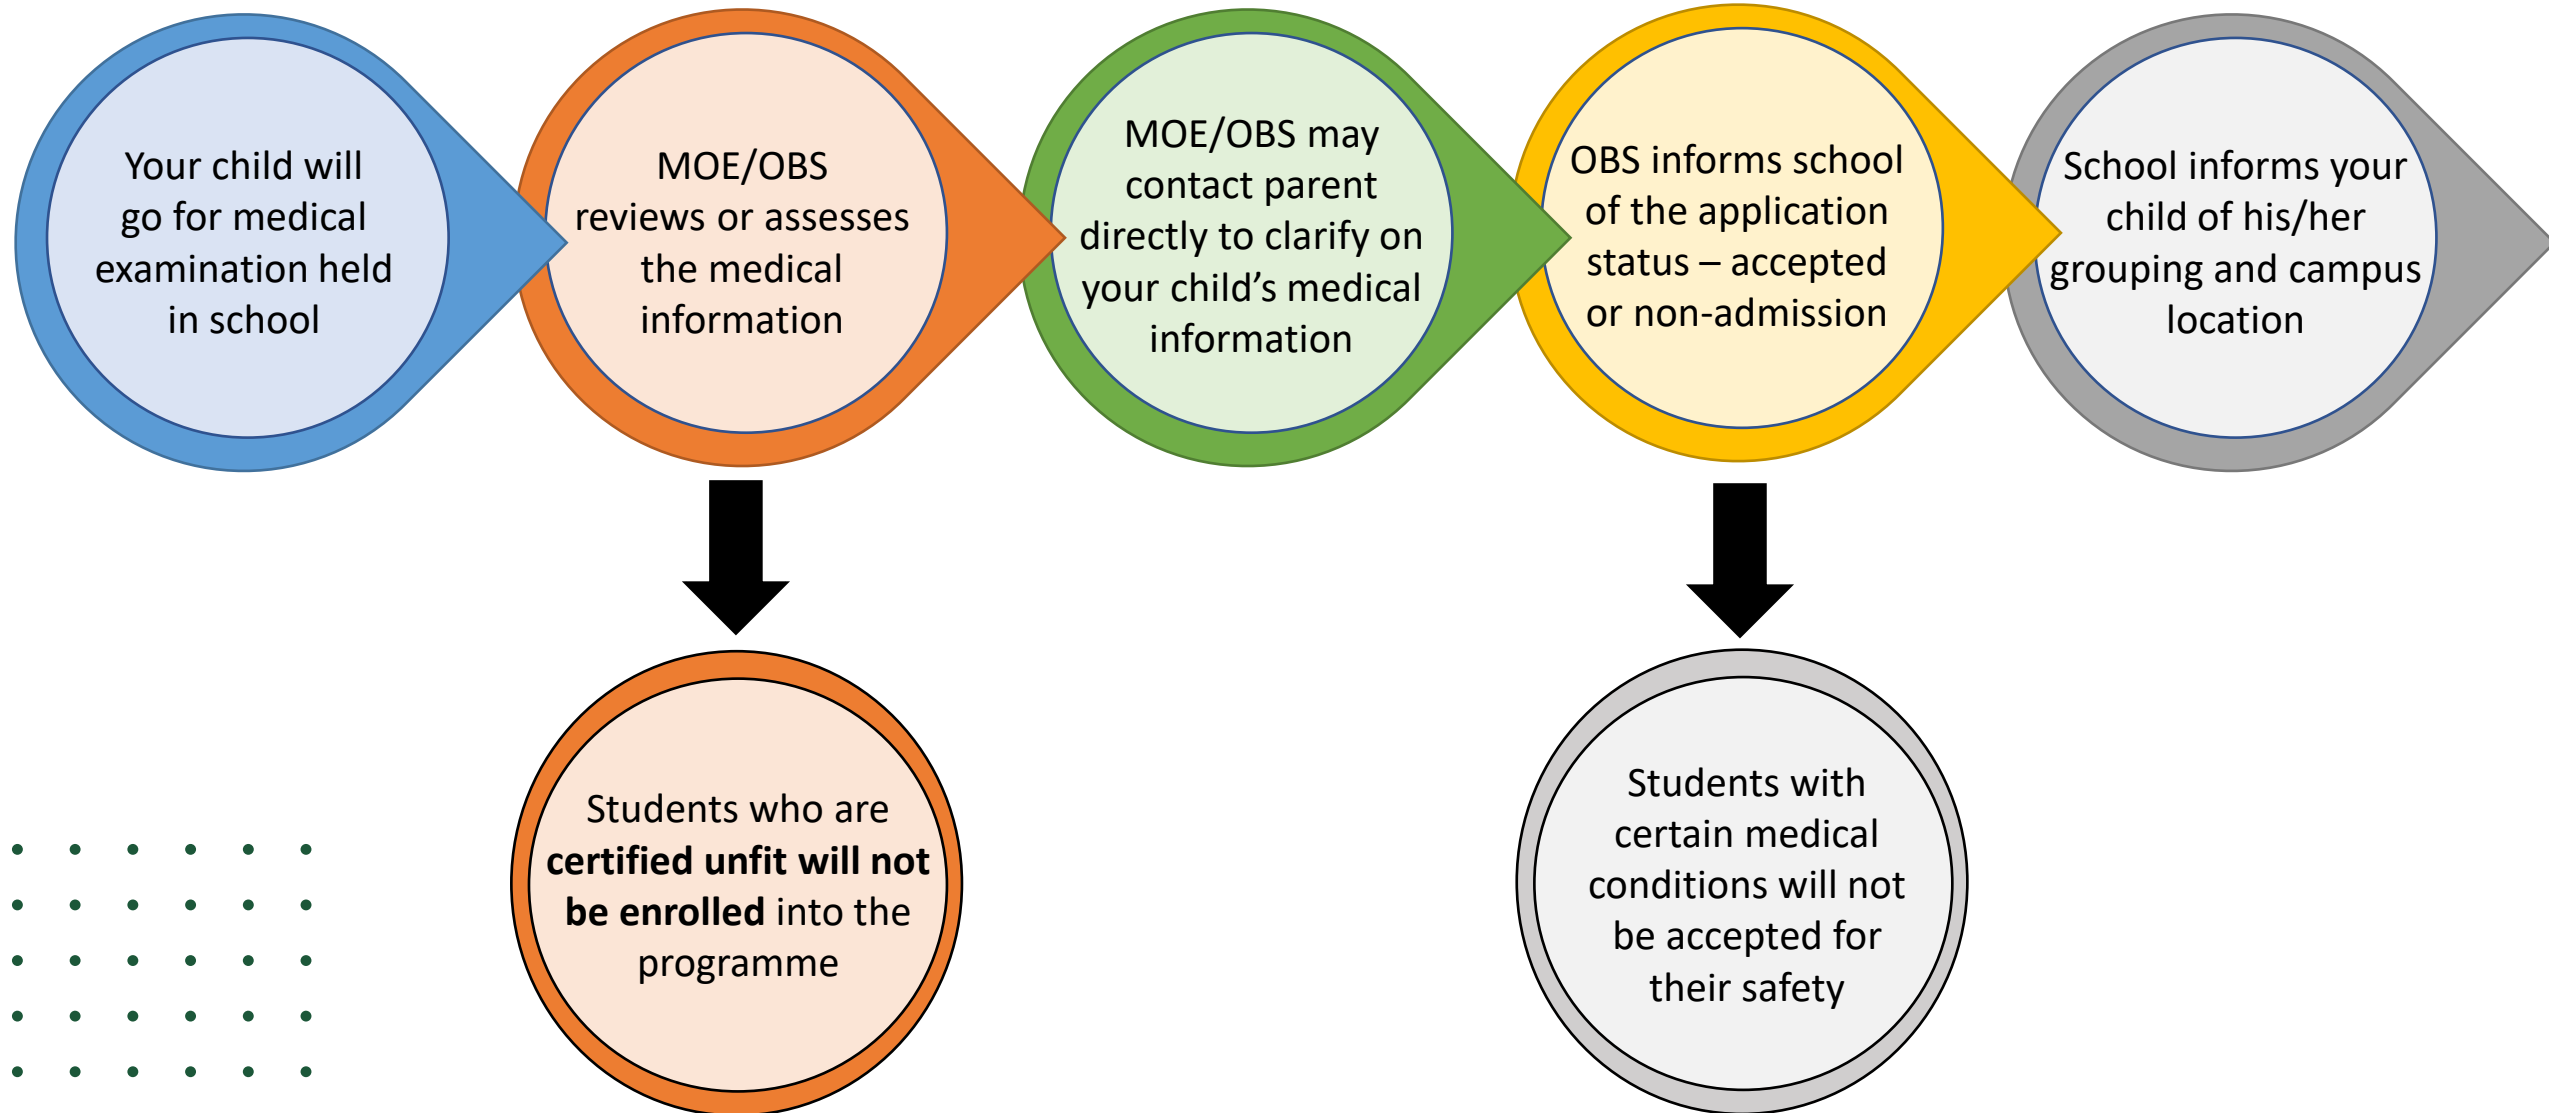 Your child will
go for medical
examination held
in school
MOE/OBS
reviews or assesses
the medical
information
MOE/OBS may
contact parent
directly to clarify on
your child’s medical
information
OBS informs school
of the application
status – accepted
or non-admission
School informs your
child of his/her
grouping and campus
location
Students who are
certified unfit will not
be enrolled into the
programme
Students with
certain medical
conditions will not
be accepted for
their safety